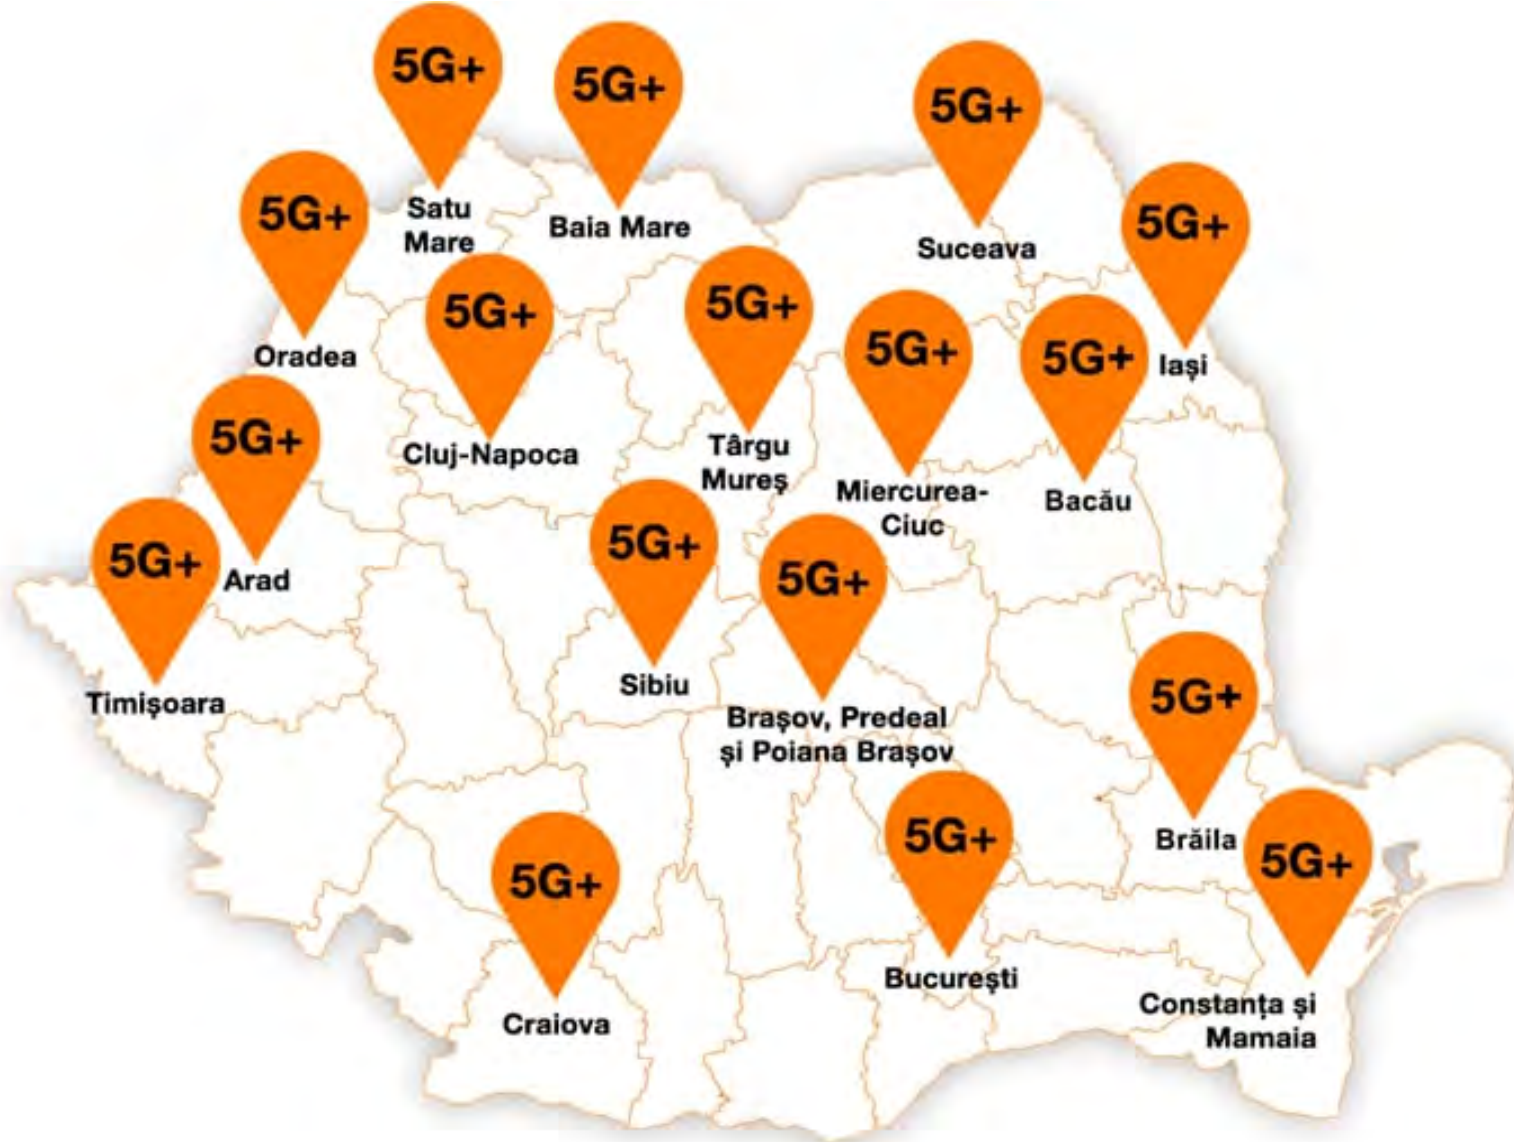 5G+
Satu
Mare
5G+
Baia Mare
5G+
Suceava
5G+
Oradea
5G+
Iași
5G+
Cluj-Napoca
5G+
Târgu
Mureș
5G+
Miercurea-
Ciuc
5G+
Bacău
5G+
Arad
5G+
Timișoara
5G+
Sibiu
5G+
Brașov, Predeal
și Poiana Brașov
5G+
Brăila
5G+
București
5G+
Constanța și
Mamaia
5G+
Craiova